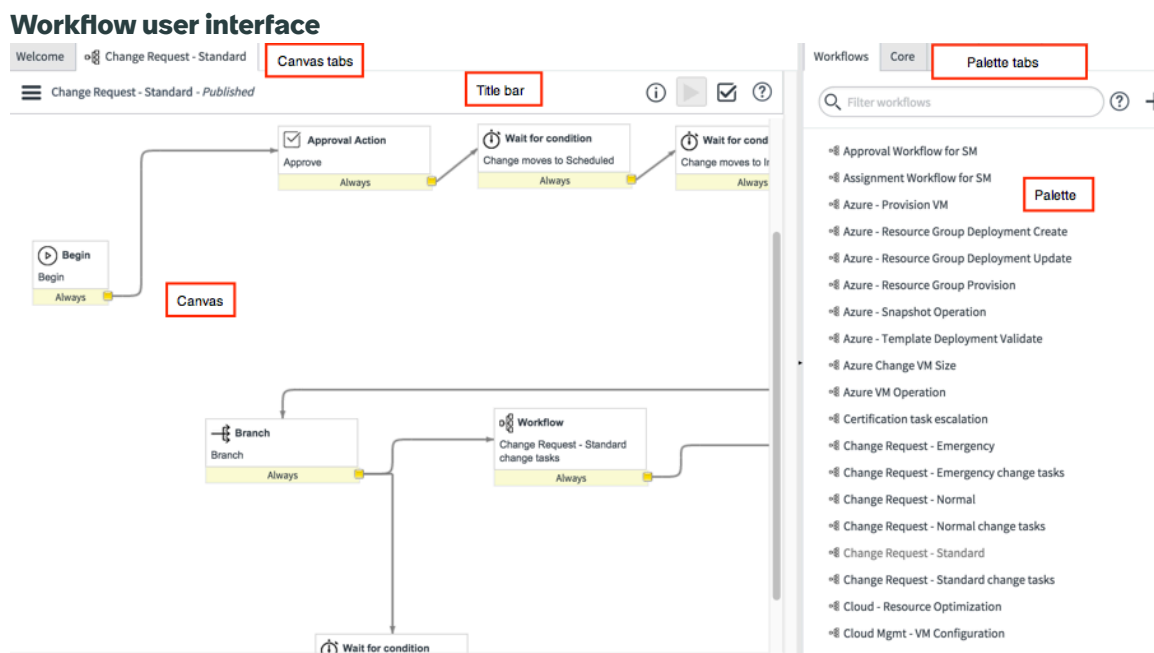 Workflow user interface
Welcome
Change Request - Standard
Canvas tabs
Workflows
Core
Palette tabs
Change Request - Standard - Published
Title bar
Filter workflows
Approval Action
Approve
Always
Wait for condition
Change moves to Scheduled
Always
Wait for cond
Change moves to In
Always
Begin
Begin
Always
Canvas
Branch
Branch
Always
Workflow
Change Request - Standard
change tasks
Always
Wait for condition
Palette
Approval Workflow for SM
Assignment Workflow for SM
Azure - Provision VM
Azure - Resource Group Deployment Create
Azure - Resource Group Deployment Update
Azure - Resource Group Provision
Azure - Snapshot Operation
Azure - Template Deployment Validate
Azure Change VM Size
Azure VM Operation
Certification task escalation
Change Request - Emergency
Change Request - Emergency change tasks
Change Request - Normal
Change Request - Normal change tasks
Change Request - Standard
Change Request - Standard change tasks
Cloud - Resource Optimization
Cloud Mgmt - VM Configuration